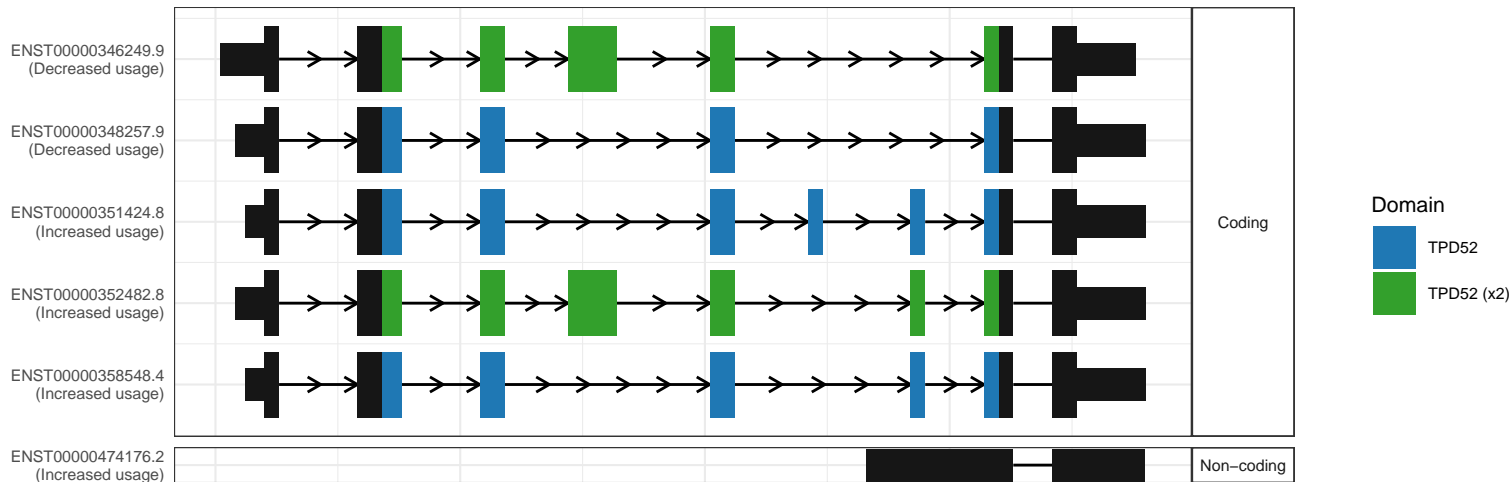 ENST00000346249.9
(Decreased usage)
ENST00000348257.9
(Decreased usage)
ENST00000351424.8
(Increased usage)
ENST00000352482.8
(Increased usage)
ENST00000358548.4
(Increased usage)
ENST00000474176.2
(Increased usage)
Coding
Non−coding
Domain
TPD52
TPD52 (x2)